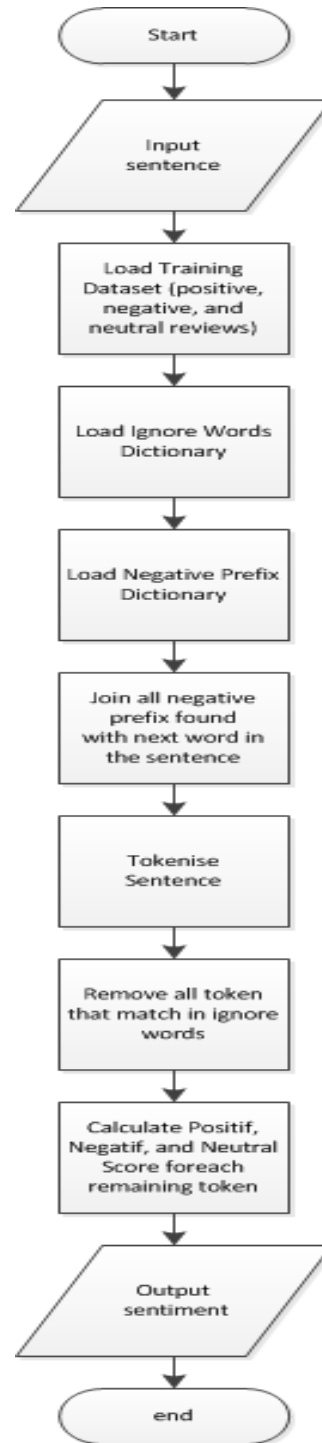 Start
Input
sentence
Load Training
Dataset (positive,
negative, and
neutral reviews)
Load Ignore Words
Dictionary
Load Negative Prefix
Dictionary
Join all negative
prefix found
with next word in
the sentence
Tokenise
Sentence
Remove all token
that match in ignore
words
Calculate Positif,
Negatif, and Neutral
Score foreach
remaining token
Output
sentiment
end